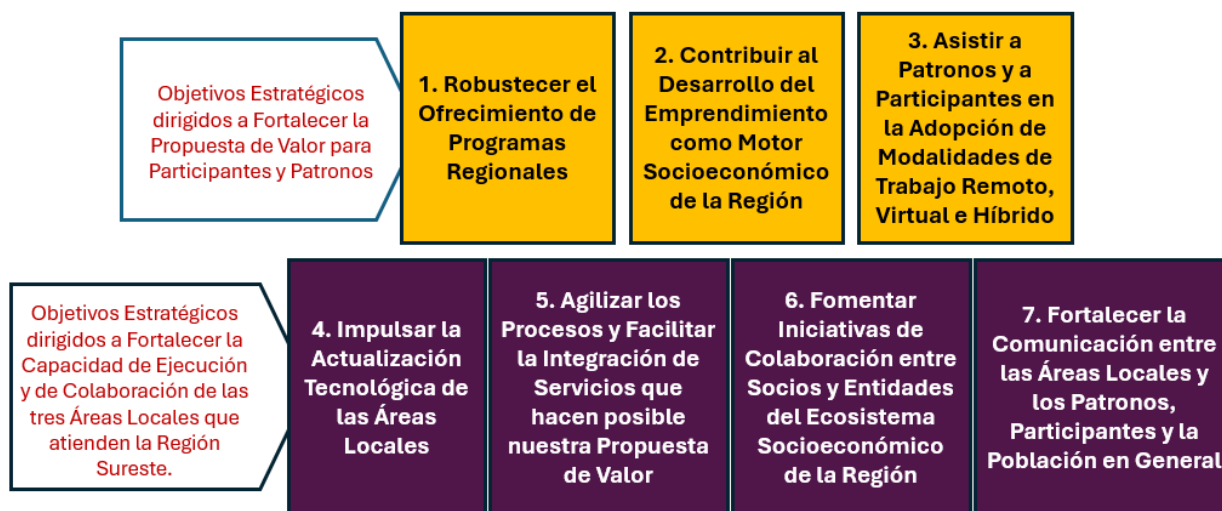 Objetivos Estratégicos
dirigidos a Fortalecer la
Propuesta de Valor para
Participantes y Patronos
1. Robustecer el
Ofrecimiento de
Programas
Regionales
2. Contribuir al
Desarrollo del
Emprendimiento
como Motor
Socioeconómico
de la Región
3. Asistir a
Patronos y a
Participantes en
la Adopción de
Modalidades de
Trabajo Remoto,
Virtual e Híbrido
Objetivos Estratégicos
dirigidos a Fortalecer la
Capacidad de Ejecución
y de Colaboración de las
tres Áreas Locales que
atienden la Región
Sureste.
4. Impulsar la
Actualización
Tecnológica de
las Áreas
Locales
5. Agilizar los
Procesos y Facilitar
la Integración de
Servicios que
hacen posible
nuestra Propuesta
de Valor
6. Fomentar
Iniciativas de
Colaboración entre
Socios y Entidades
del Ecosistema
Socioeconómico
de la Región
7. Fortalecer la
Comunicación entre
las Áreas Locales y
los Patronos,
Participantes y la
Población en General